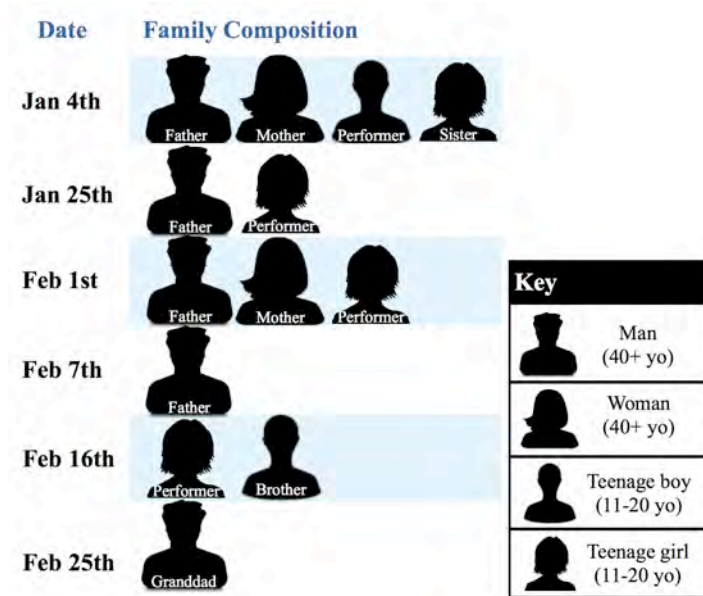 Date Family Composition
Jan 4th
Father Mother Performer Sister
Jan 25th
Father Performer
Feb 1st
Father Mother Performer
Feb 7th
Father
Feb 16th
Performer Brother
Feb 25th
Granddad
Key
Man
(40+ yo)
Woman
(40+ yo)
Teenage boy
(11-20 yo)
Teenage girl
(11-20 yo)